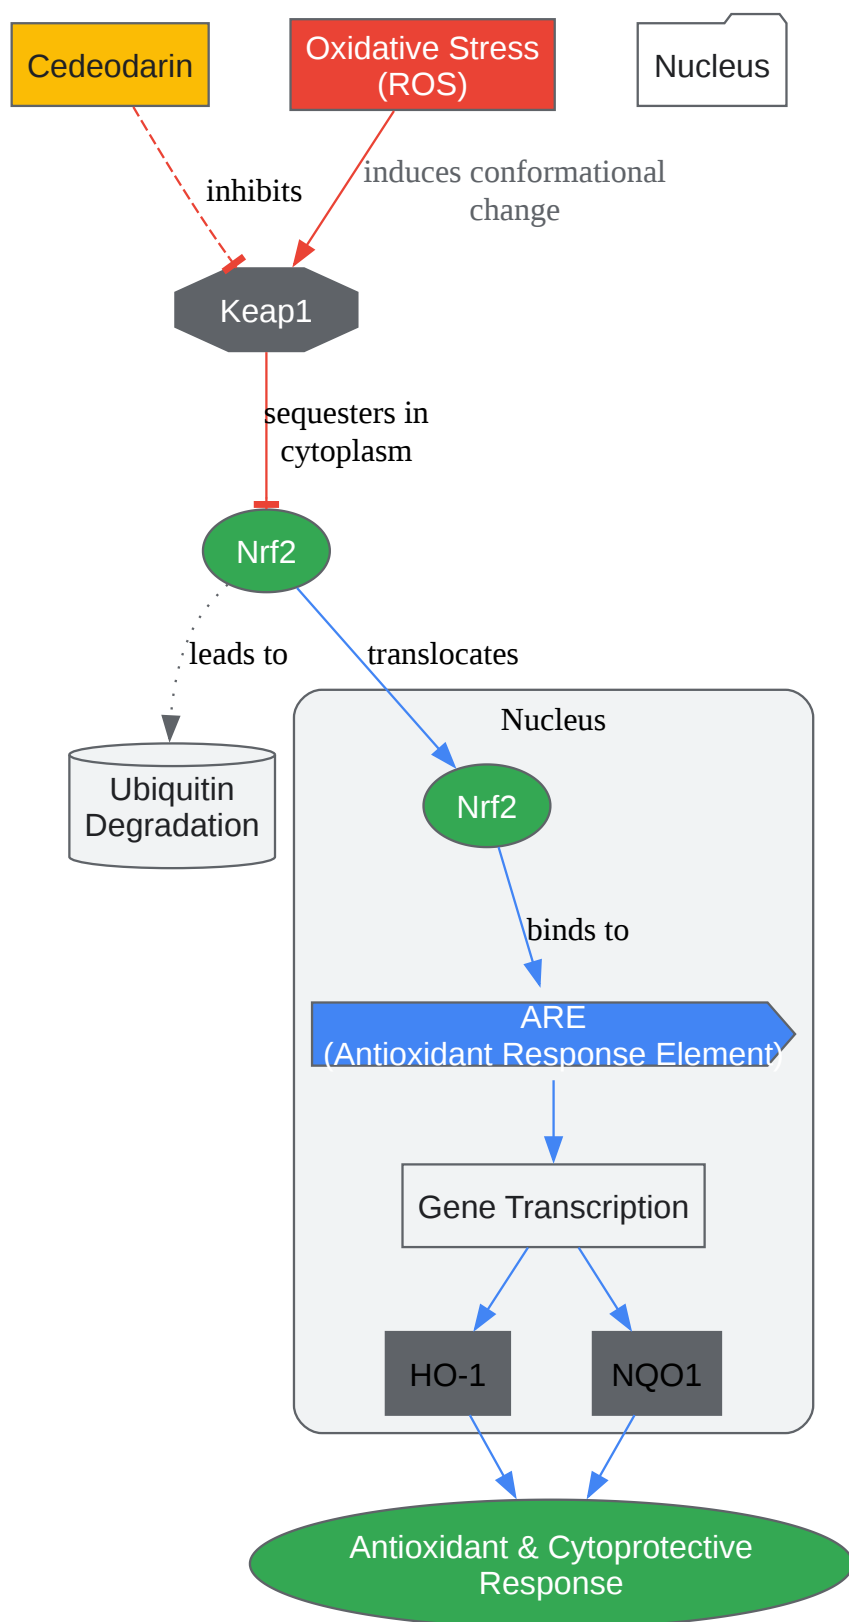 Cedeodarin
Oxidative Stress
(ROS)
Nucleus
inhibits
induces conformational
change
Keap1
sequesters in
cytoplasm
Nrf2
leads to
translocates
Nucleus
Ubiquitin
Degradation
Nrf2
binds to
ARE
(Antioxidant Response Element)
Gene Transcription
HO-1
NQO1
Antioxidant & Cytoprotective
Response